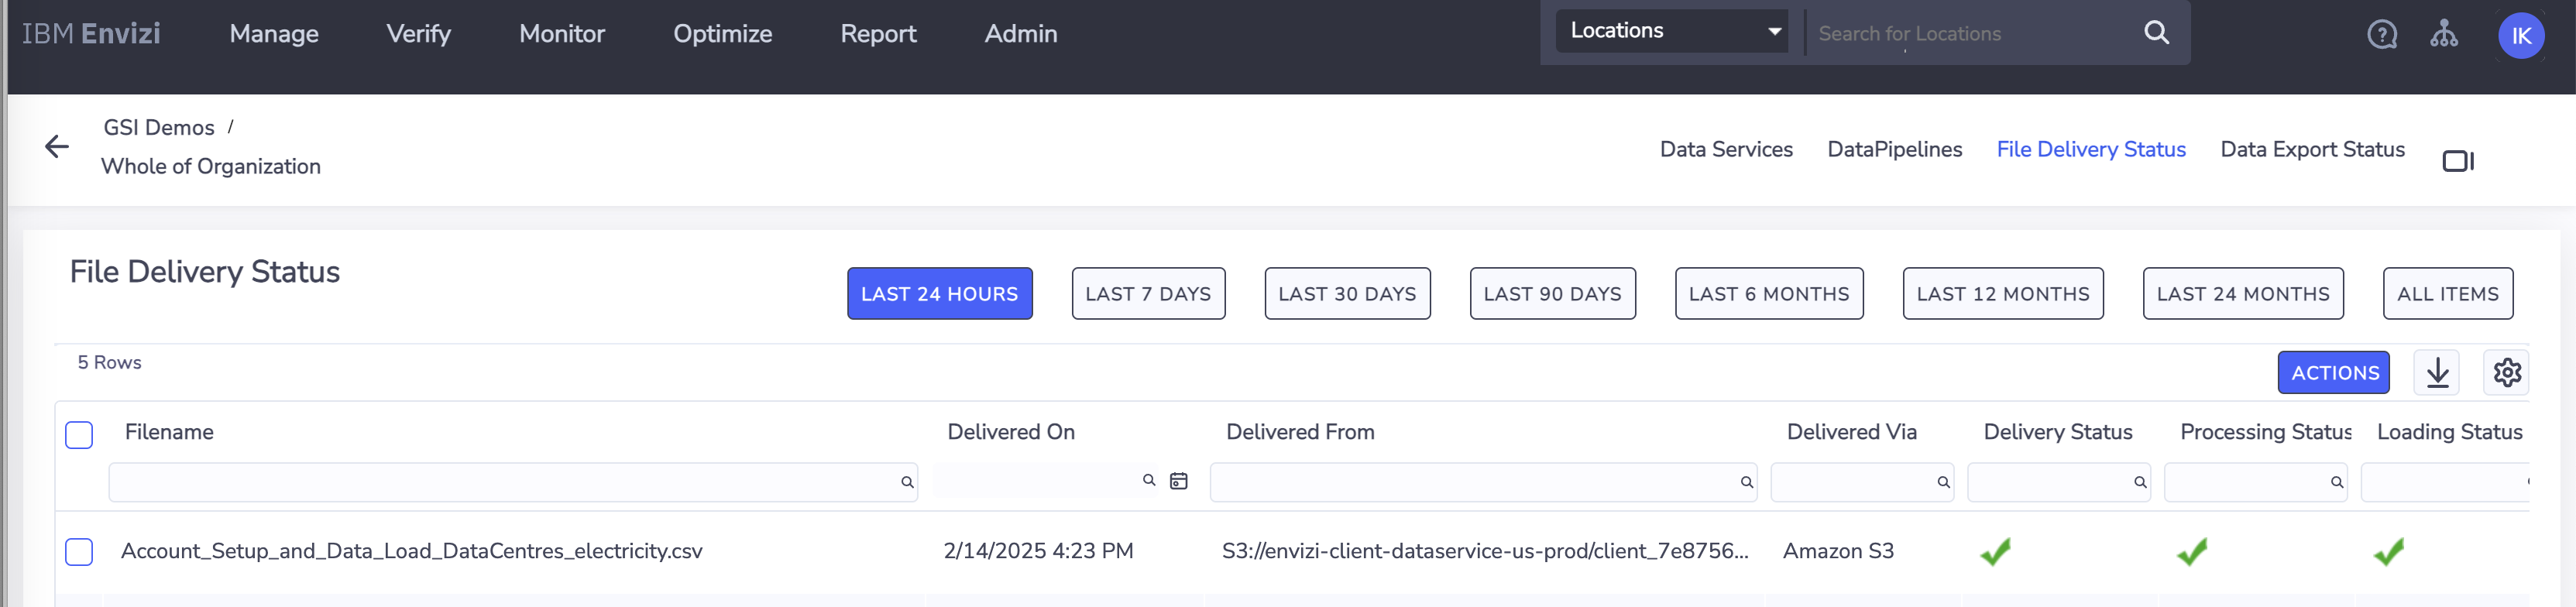 IBM Envizi Manage Verify Monitor Optimize Report Admin Locations Search for Locations IK
GSI Demos /
Whole of Organization
Data Services DataPipelines File Delivery Status Data Export Status
File Delivery Status
LAST 24 HOURS LAST 7 DAYS LAST 30 DAYS LAST 90 DAYS LAST 6 MONTHS LAST 12 MONTHS LAST 24 MONTHS ALL ITEMS
5 Rows
ACTIONS
Filename Delivered On Delivered From Delivered Via Delivery Status Processing Status Loading Status
Account_Setup_and_Data_Load_DataCentres_electricity.csv 2/14/2025 4:23 PM S3://envizi-client-dataservice-us-prod/client_7e8756... Amazon S3